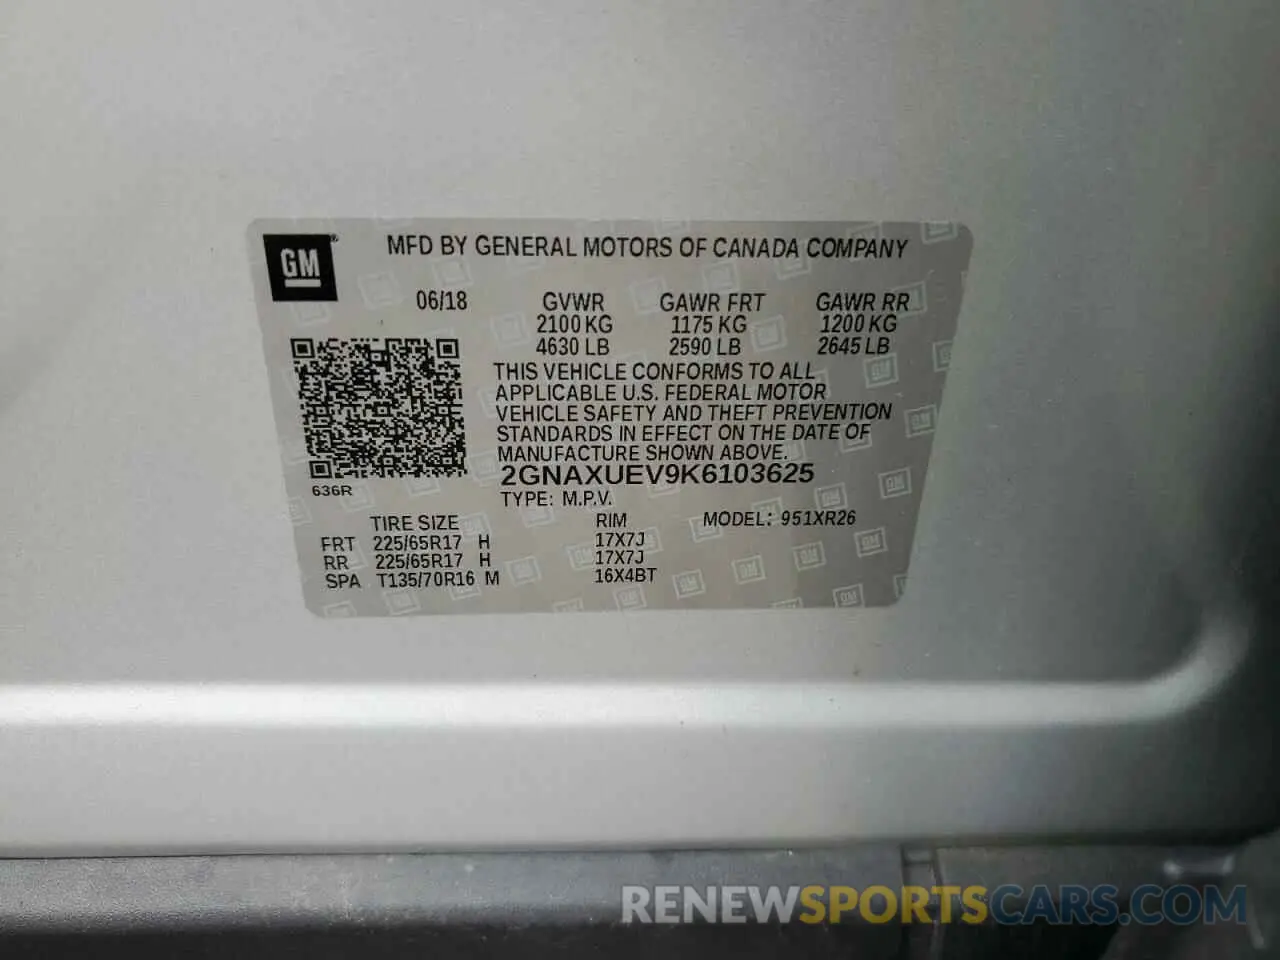 GM ®
MFD BY GENERAL MOTORS OF CANADA COMPANY
06/18 GVWR GAWR FRT GAWR RR
2100 KG 1175 KG 1200 KG
4630 LB 2590 LB 2645 LB
THIS VEHICLE CONFORMS TO ALL
APPLICABLE U.S. FEDERAL MOTOR
VEHICLE SAFETY AND THEFT PREVENTION
STANDARDS IN EFFECT ON THE DATE OF
MANUFACTURE SHOWN ABOVE.
2GNAXUEV9K6103625
636R
TYPE: M.P.V.
TIRE SIZE RIM MODEL: 951XR26
FRT 225/65R17 H 17X7J
RR 225/65R17 H 17X7J
SPA T135/70R16 M 16X4BT
RENEWSPORTSCARS.COM